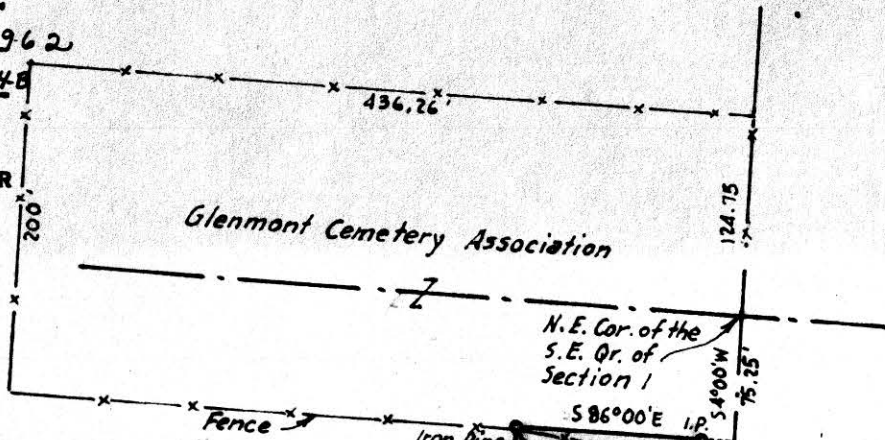 962
4B
436.26'
R
200'
124.75
Glenmont Cemetery Association
N.E. Cor. of the
S.E. Qr. of
Section 1
S 4°00'W
75.25'
S 86°00'E
I.P.
Fence
Iron Pipe